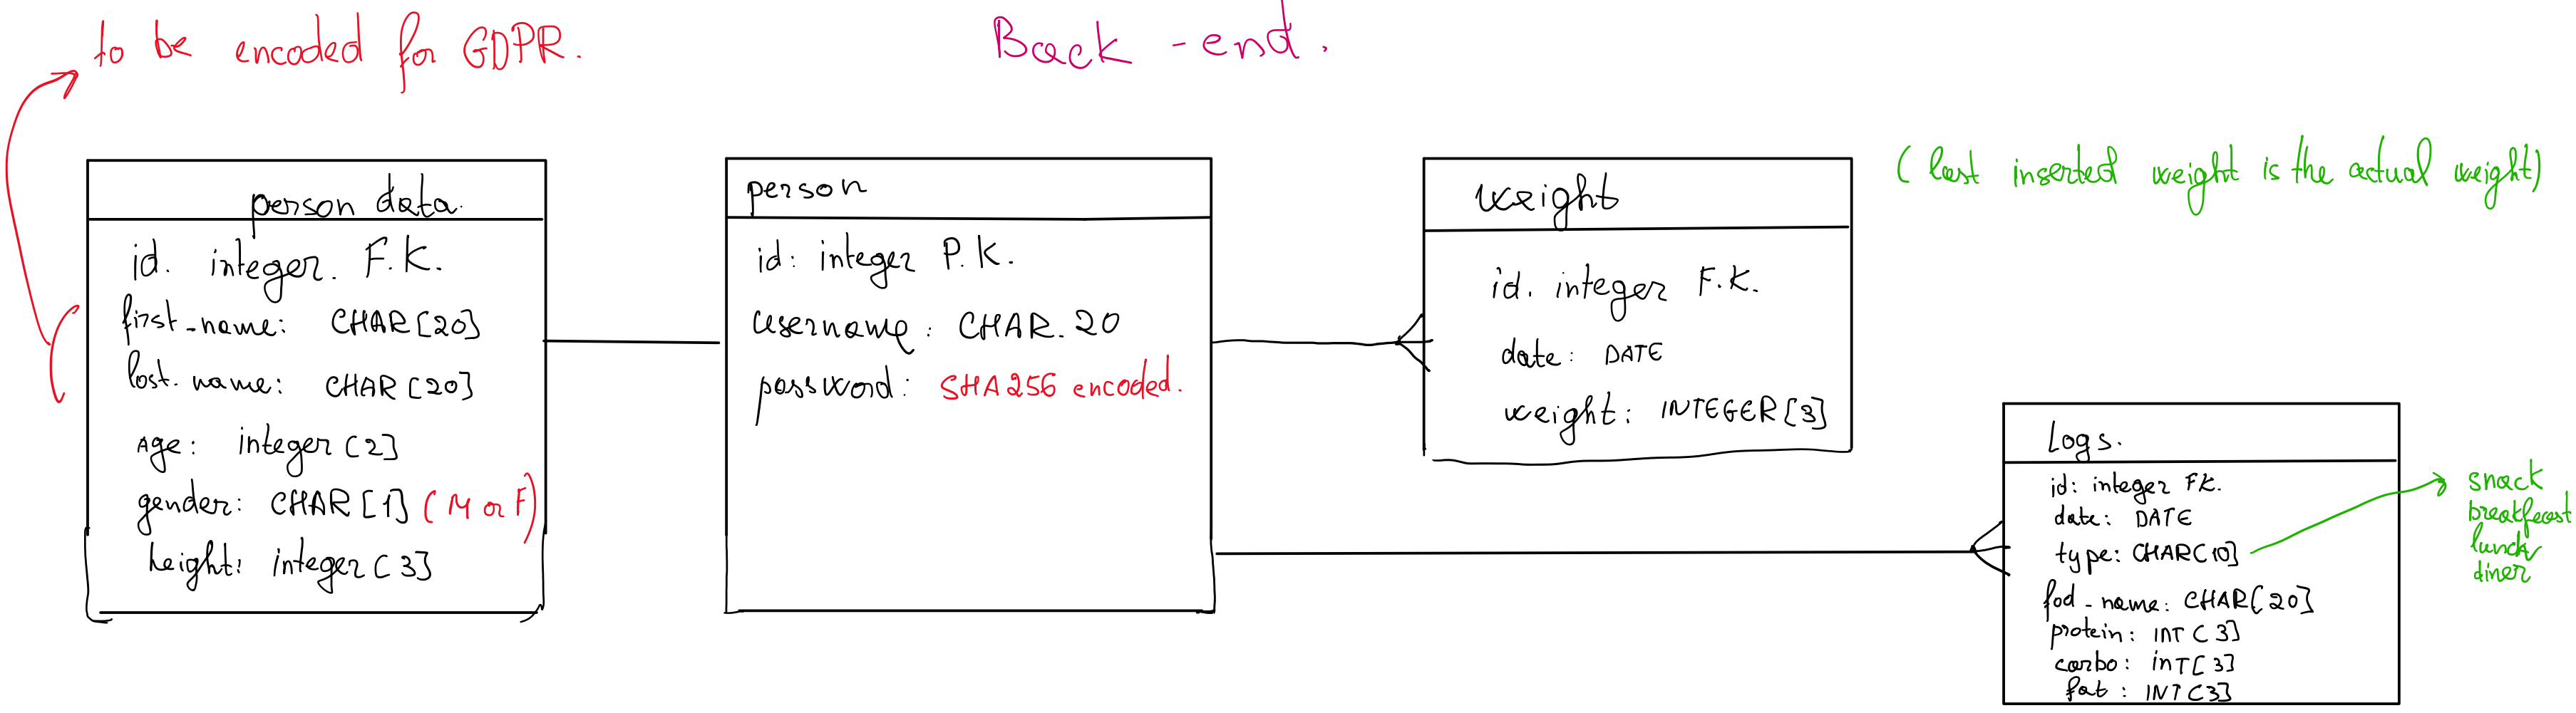 to be encoded for GDPR.
Back-end.
person data.
id. integer. F.K.
first_name: CHAR[20]
last_name: CHAR[20]
Age: integer[2]
gender: CHAR[1] (M or F)
height: integer[3]
person
id: integer P.K.
username: CHAR.20
password: SHA256 encoded.
weight
id. integer F.K.
date: DATE
weight: INTEGER[3]
(last inserted weight is the actual weight)
Logs.
id: integer FK.
date: DATE
type: CHAR[10]
fod_name: CHAR[20]
protein: INT[3]
carbo: inT[3]
fat: INT[3]
snack
breakfeast
lunch
diner